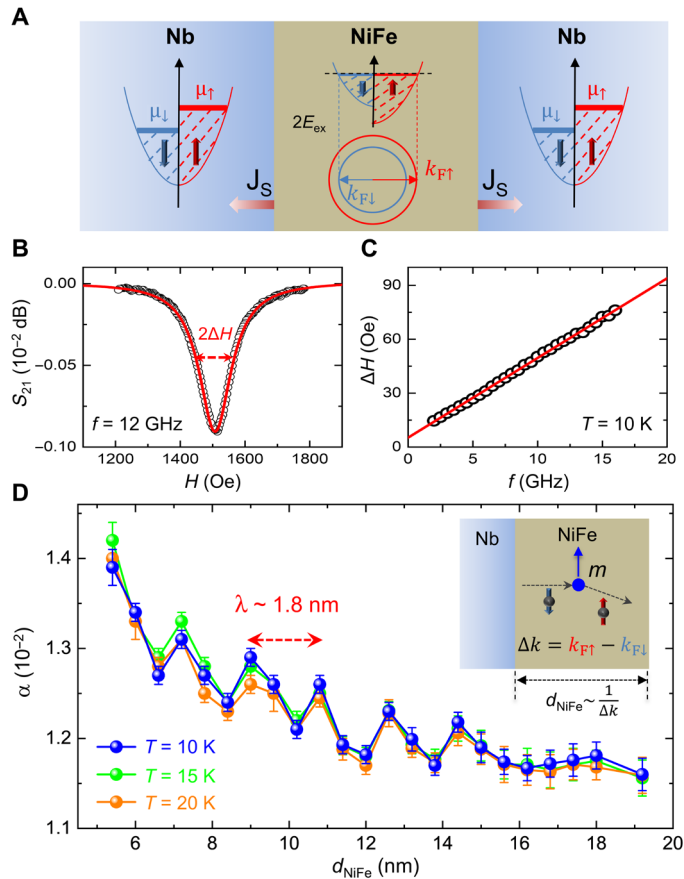 A
Nb
NiFe
Nb
μ↓
μ↑
2Eex
kF↑
kF↓
μ↓
μ↑
JS
JS
B
C
0.00
−0.05
−0.10
S21 (10−2 dB)
2ΔH
f = 12 GHz
1200
1400
1600
1800
H (Oe)
90
60
30
0
ΔH (Oe)
T = 10 K
0
5
10
15
20
f (GHz)
D
1.4
1.3
1.2
1.1
α (10−2)
λ ~ 1.8 nm
Nb
NiFe
m
Δk = kF↑ − kF↓
dNiFe~ 1/Δk
T = 10 K
T = 15 K
T = 20 K
6
8
10
12
14
16
18
20
dNiFe (nm)